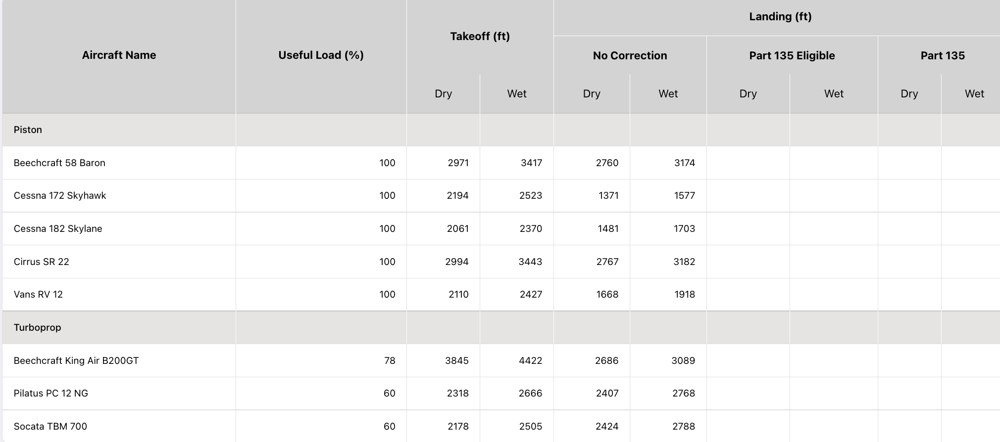 Aircraft Name Useful Load (%) Takeoff (ft) Landing (ft)
No Correction Part 135 Eligible Part 135
Dry Wet Dry Wet Dry Wet Dry Wet
Piston
Beechcraft 58 Baron 100 2971 3417 2760 3174
Cessna 172 Skyhawk 100 2194 2523 1371 1577
Cessna 182 Skylane 100 2061 2370 1481 1703
Cirrus SR 22 100 2994 3443 2767 3182
Vans RV 12 100 2110 2427 1668 1918
Turboprop
Beechcraft King Air B200GT 78 3845 4422 2686 3089
Pilatus PC 12 NG 60 2318 2666 2407 2768
Socata TBM 700 60 2178 2505 2424 2788